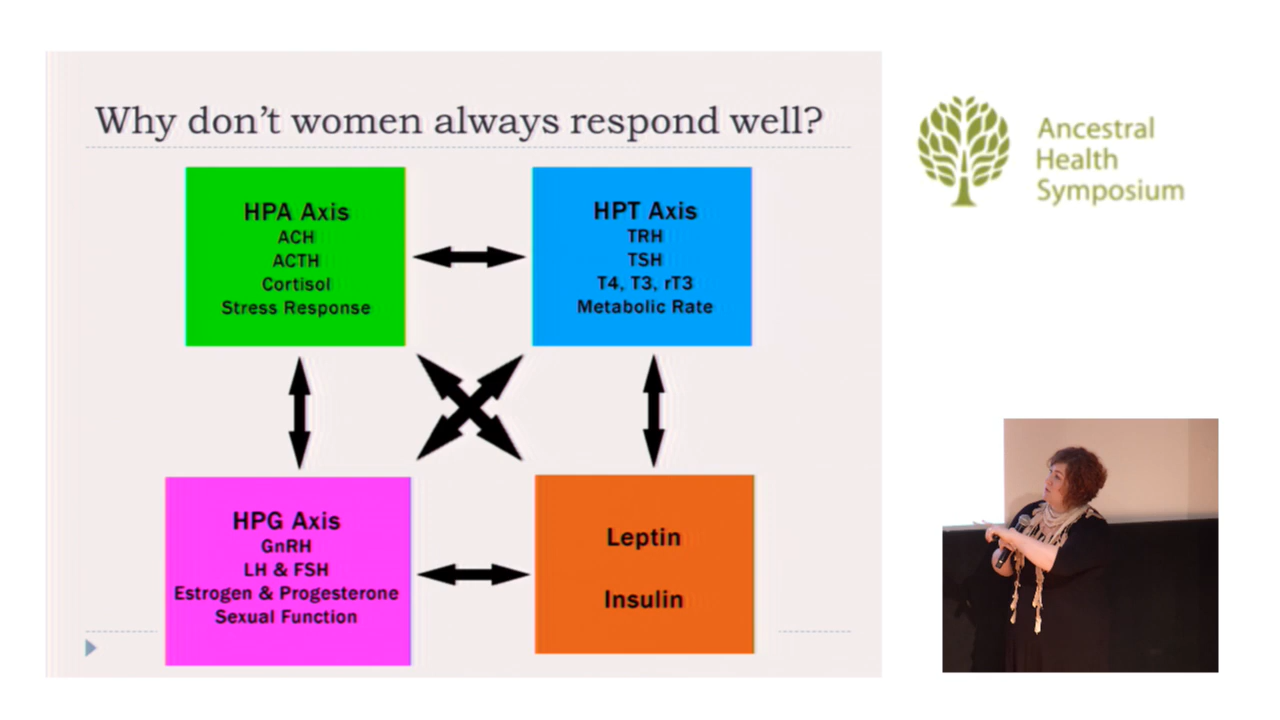 Why don't women always respond well?
HPA Axis
ACH
ACTH
Cortisol
Stress Response
HPT Axis
TRH
TSH
T4, T3, rT3
Metabolic Rate
HPG Axis
GnRH
LH & FSH
Estrogen & Progesterone
Sexual Function
Leptin
Insulin
Ancestral
Health
Symposium